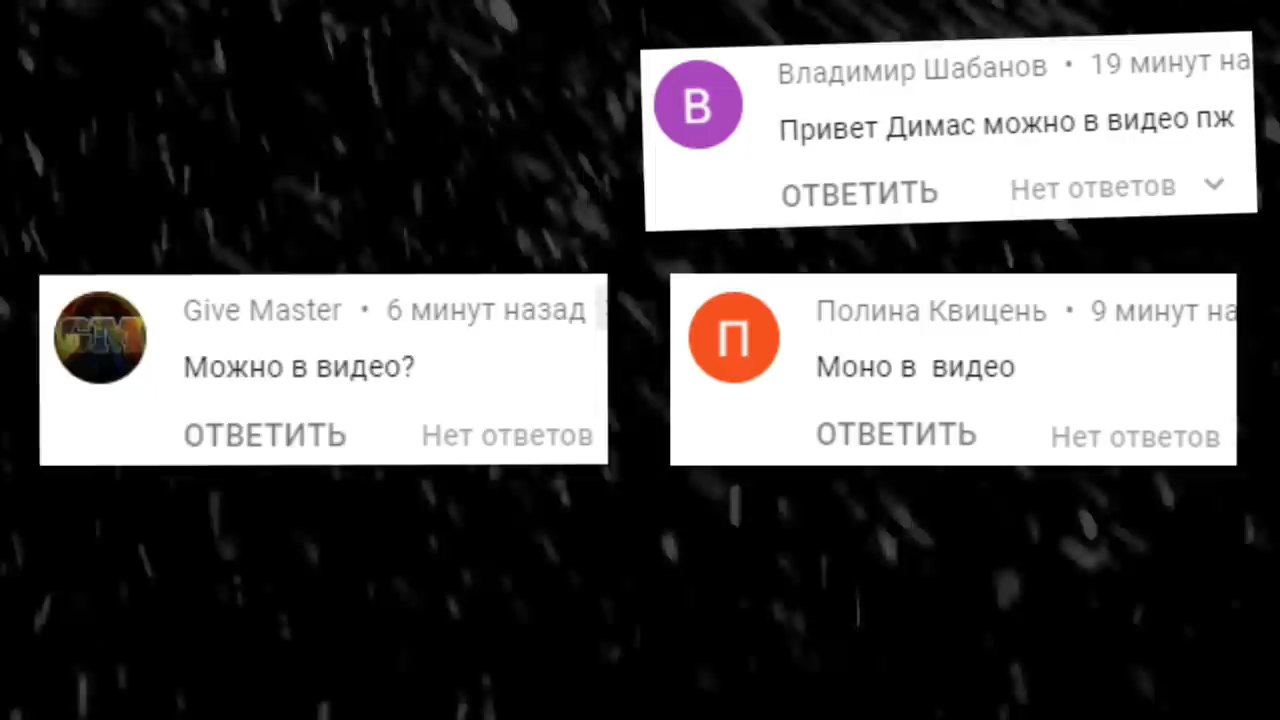 В
Владимир Шабанов • 19 минут на
Привет Димас можно в видео пж
ОТВЕТИТЬ Нет ответов
GM
Give Master • 6 минут назад
Можно в видео?
ОТВЕТИТЬ Нет ответов
П
Полина Квицень • 9 минут на
Моно в видео
ОТВЕТИТЬ Нет ответов